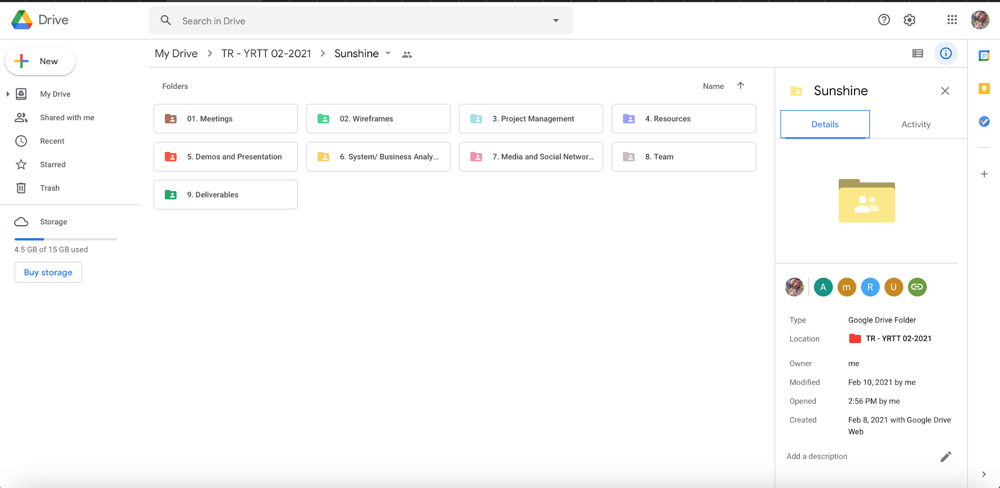 Drive
Search in Drive
New
My Drive
Shared with me
Recent
Starred
Trash
Storage
4.5 GB of 15 GB used
Buy storage
My Drive > TR - YRTT 02-2021 > Sunshine
Folders
Name
01. Meetings
02. Wireframes
3. Project Management
4. Resources
5. Demos and Presentation
6. System/ Business Analy...
7. Media and Social Networ...
8. Team
9. Deliverables
Sunshine
Details
Activity
A
m
R
U
Type
Google Drive Folder
Location
TR - YRTT 02-2021
Owner
me
Modified
Feb 10, 2021 by me
Opened
2:56 PM by me
Created
Feb 8, 2021 with Google Drive
Web
Add a description
31